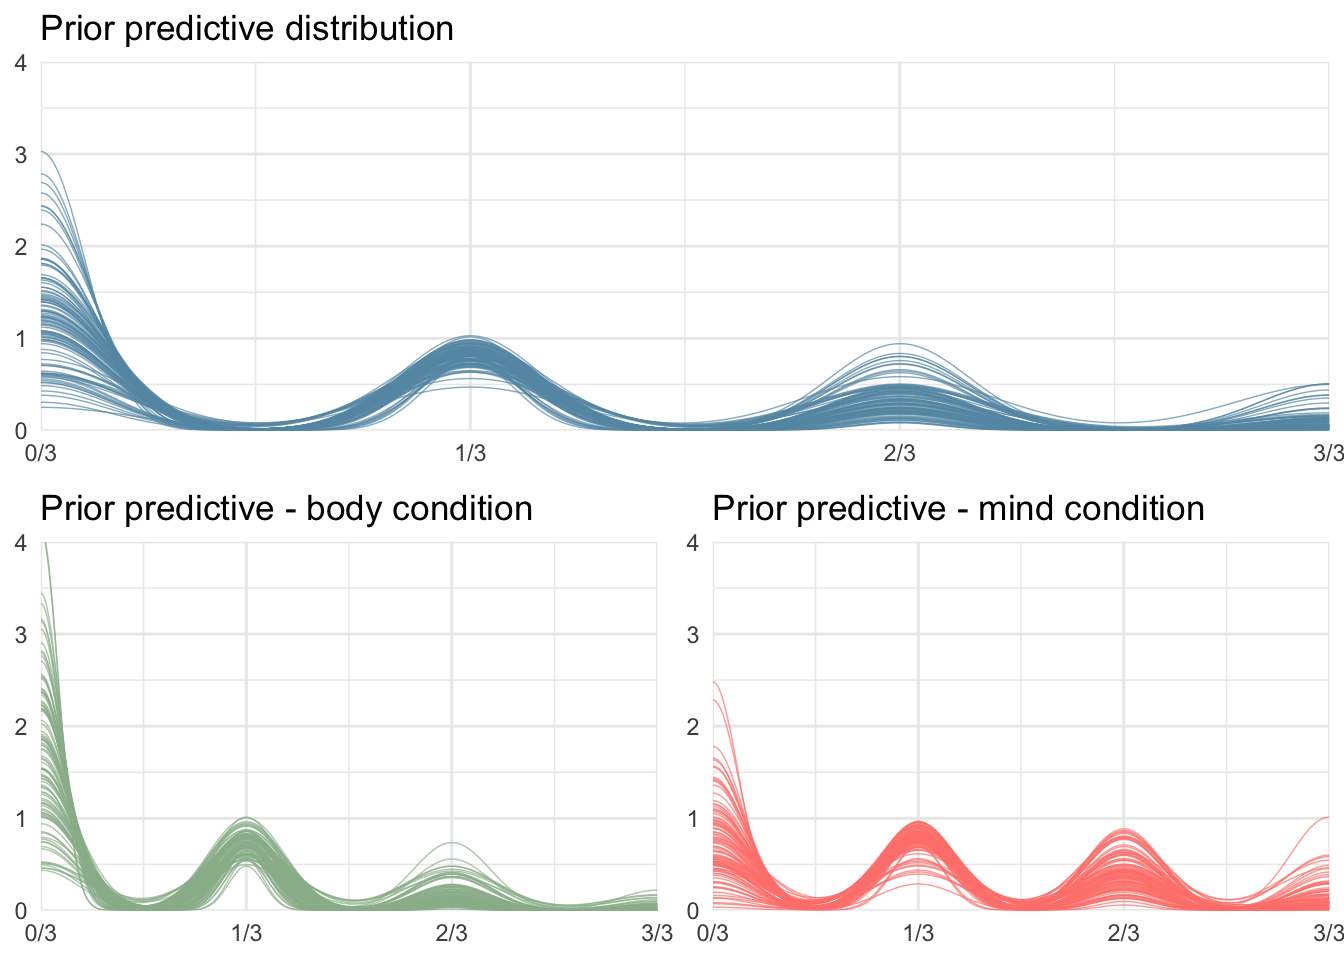 Prior predictive distribution
4
3
2
1
0
0/3 1/3 2/3 3/3
Prior predictive - body condition
4
3
2
1
0
0/3 1/3 2/3 3/3
Prior predictive - mind condition
4
3
2
1
0
0/3 1/3 2/3 3/3